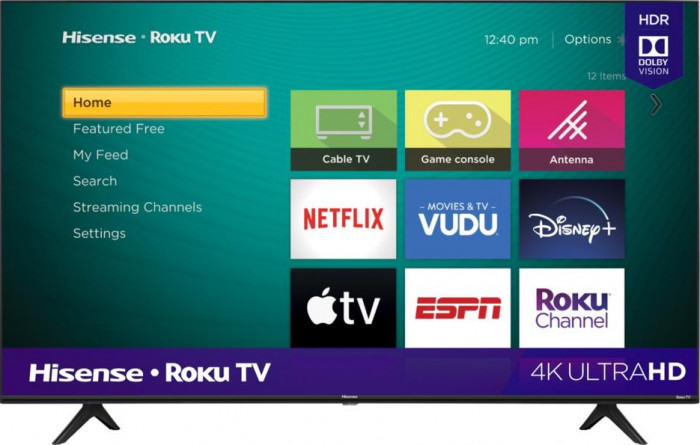 Hisense • Roku TV
12:40 pm
Options
HDR
DOLBY
VISION
12 Items
Home
Featured Free
My Feed
Search
Streaming Channels
Settings
Cable TV
Game console
Antenna
NETFLIX
MOVIES & TV
VUDU
Disney+
tv
ESPN
Roku
Channel
Hisense • Roku TV
4K ULTRAHD
Hisense
Roku TV